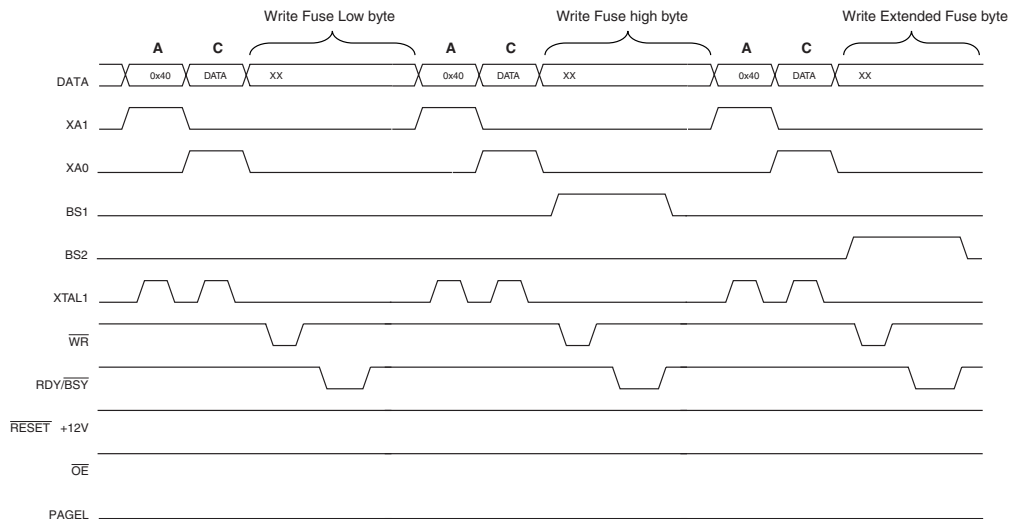 Write Fuse Low byte Write Fuse high byte Write Extended Fuse byte
A C A C A C
DATA 0x40 DATA XX 0x40 DATA XX 0x40 DATA XX
XA1
XA0
BS1
BS2
XTAL1
WR
RDY/BSY
RESET +12V
OE
PAGEL